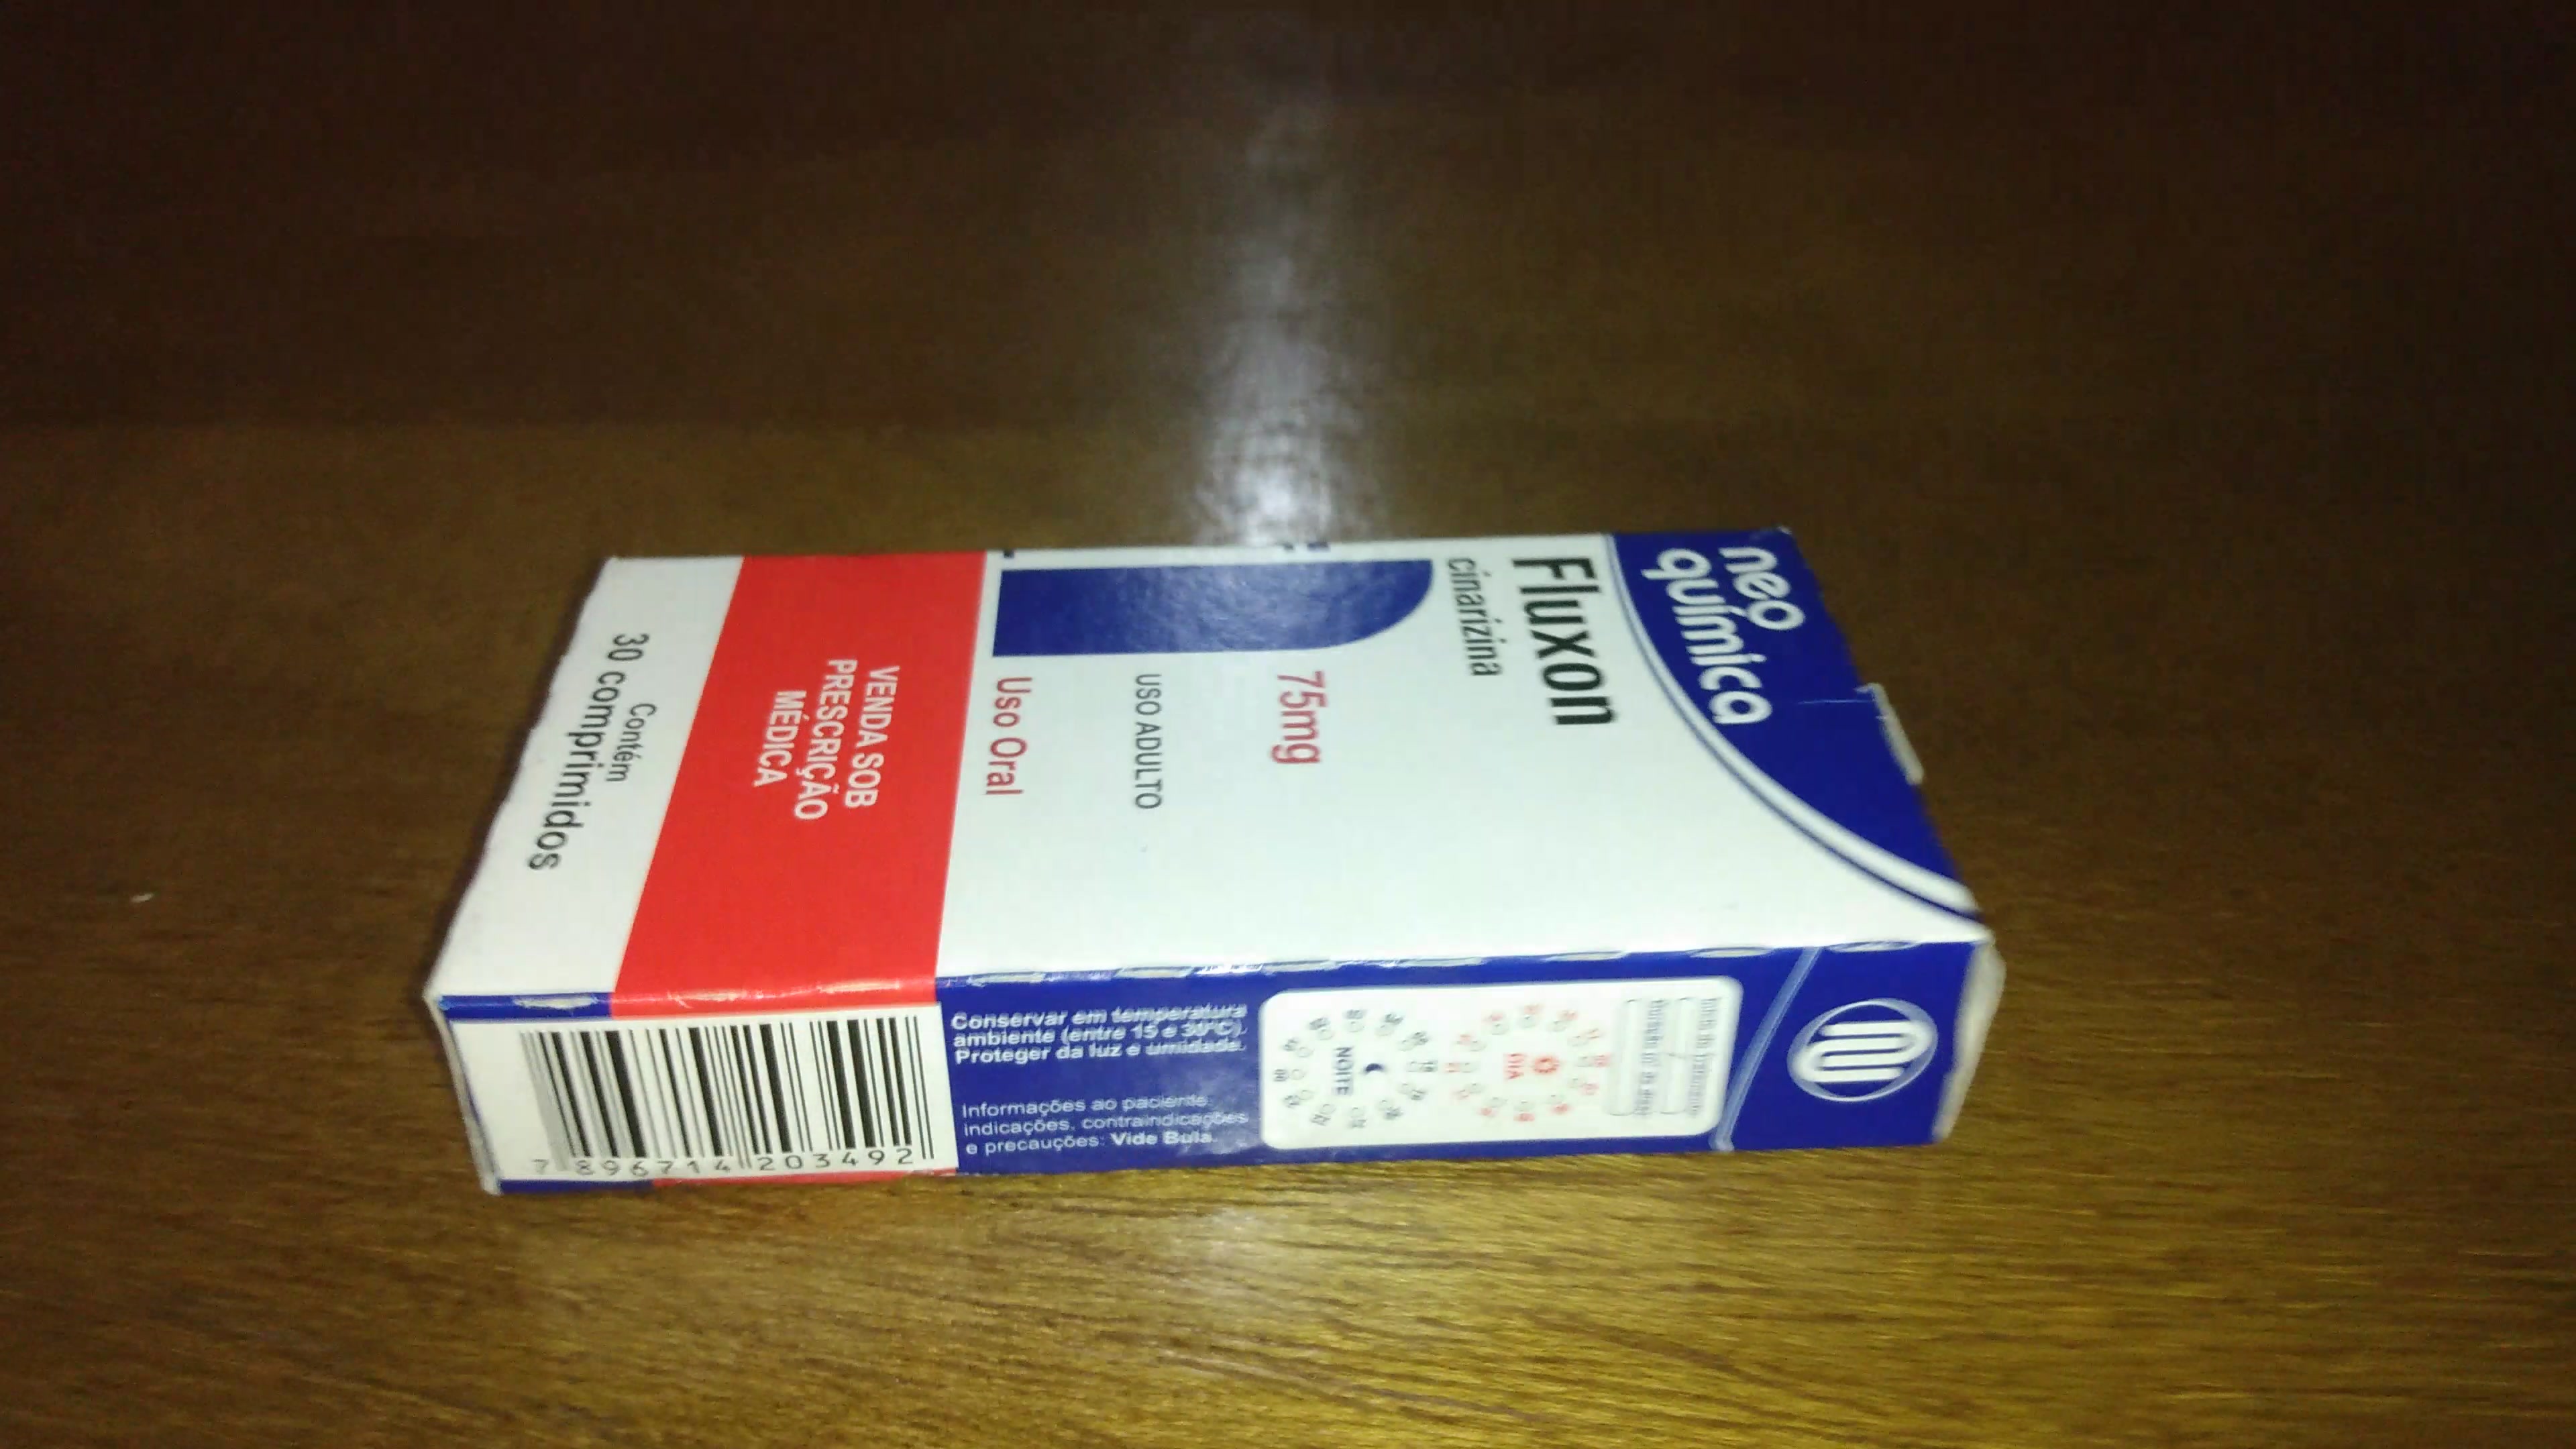 neo
química
Fluxon
cinarizina
75mg
USO ADULTO
Uso Oral
VENDA SOB
PRESCRIÇÃO
MÉDICA
Contém
30 comprimidos
DIA
NOITE
Conservar em temperatura
ambiente (entre 15 e 30°C).
Proteger da luz e umidade.
Informações ao paciente,
indicações, contraindicações
e precauções: Vide Bula.
7 896714 203492